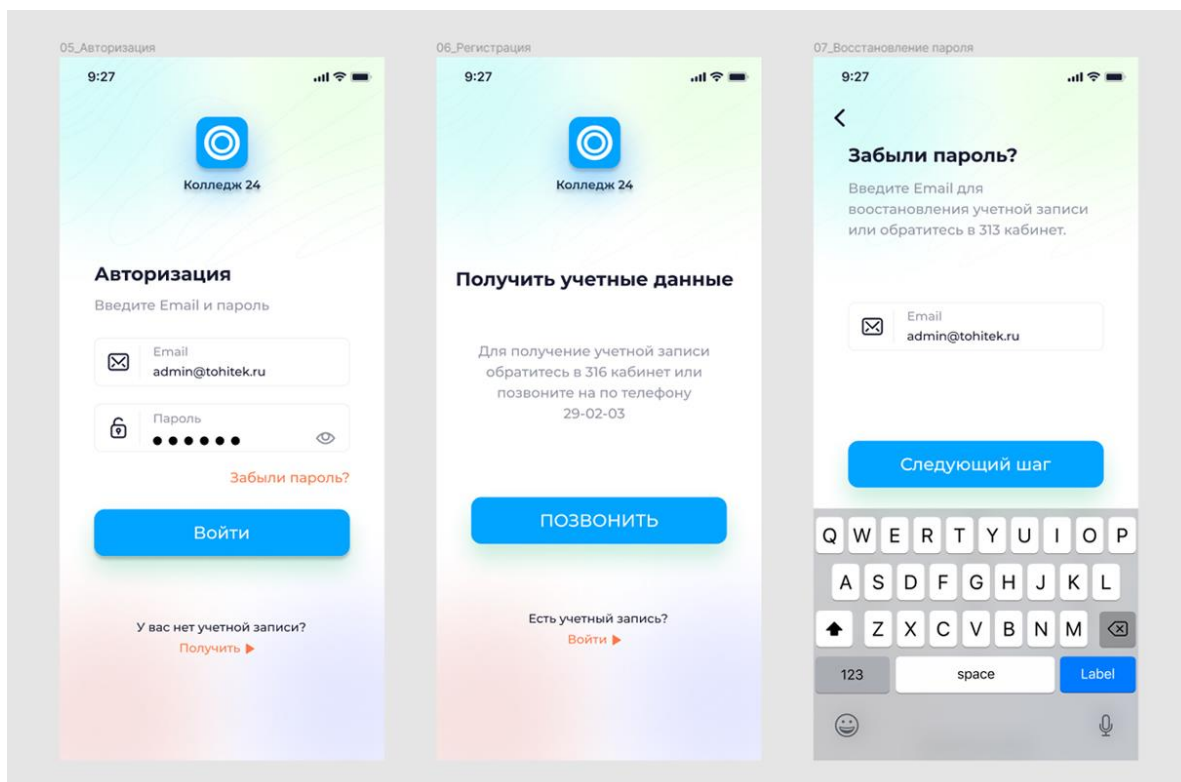 05_Авторизация
9:27
Колледж 24
Авторизация
Введите Email и пароль
Email
admin@tohitek.ru
Пароль
Забыли пароль?
Войти
У вас нет учетной записи?
Получить
06_Регистрация
9:27
Колледж 24
Получить учетные данные
Для получение учетной записи
обратитесь в 316 кабинет или
позвоните на по телефону
29-02-03
ПОЗВОНИТЬ
Есть учетный запись?
Войти
07_Восстановление пароля
9:27
Забыли пароль?
Введите Email для
воостановления учетной записи
или обратитесь в 313 кабинет.
Email
admin@tohitek.ru
Следующий шаг
Q W E R T Y U I O P
A S D F G H J K L
Z X C V B N M
123 space Label